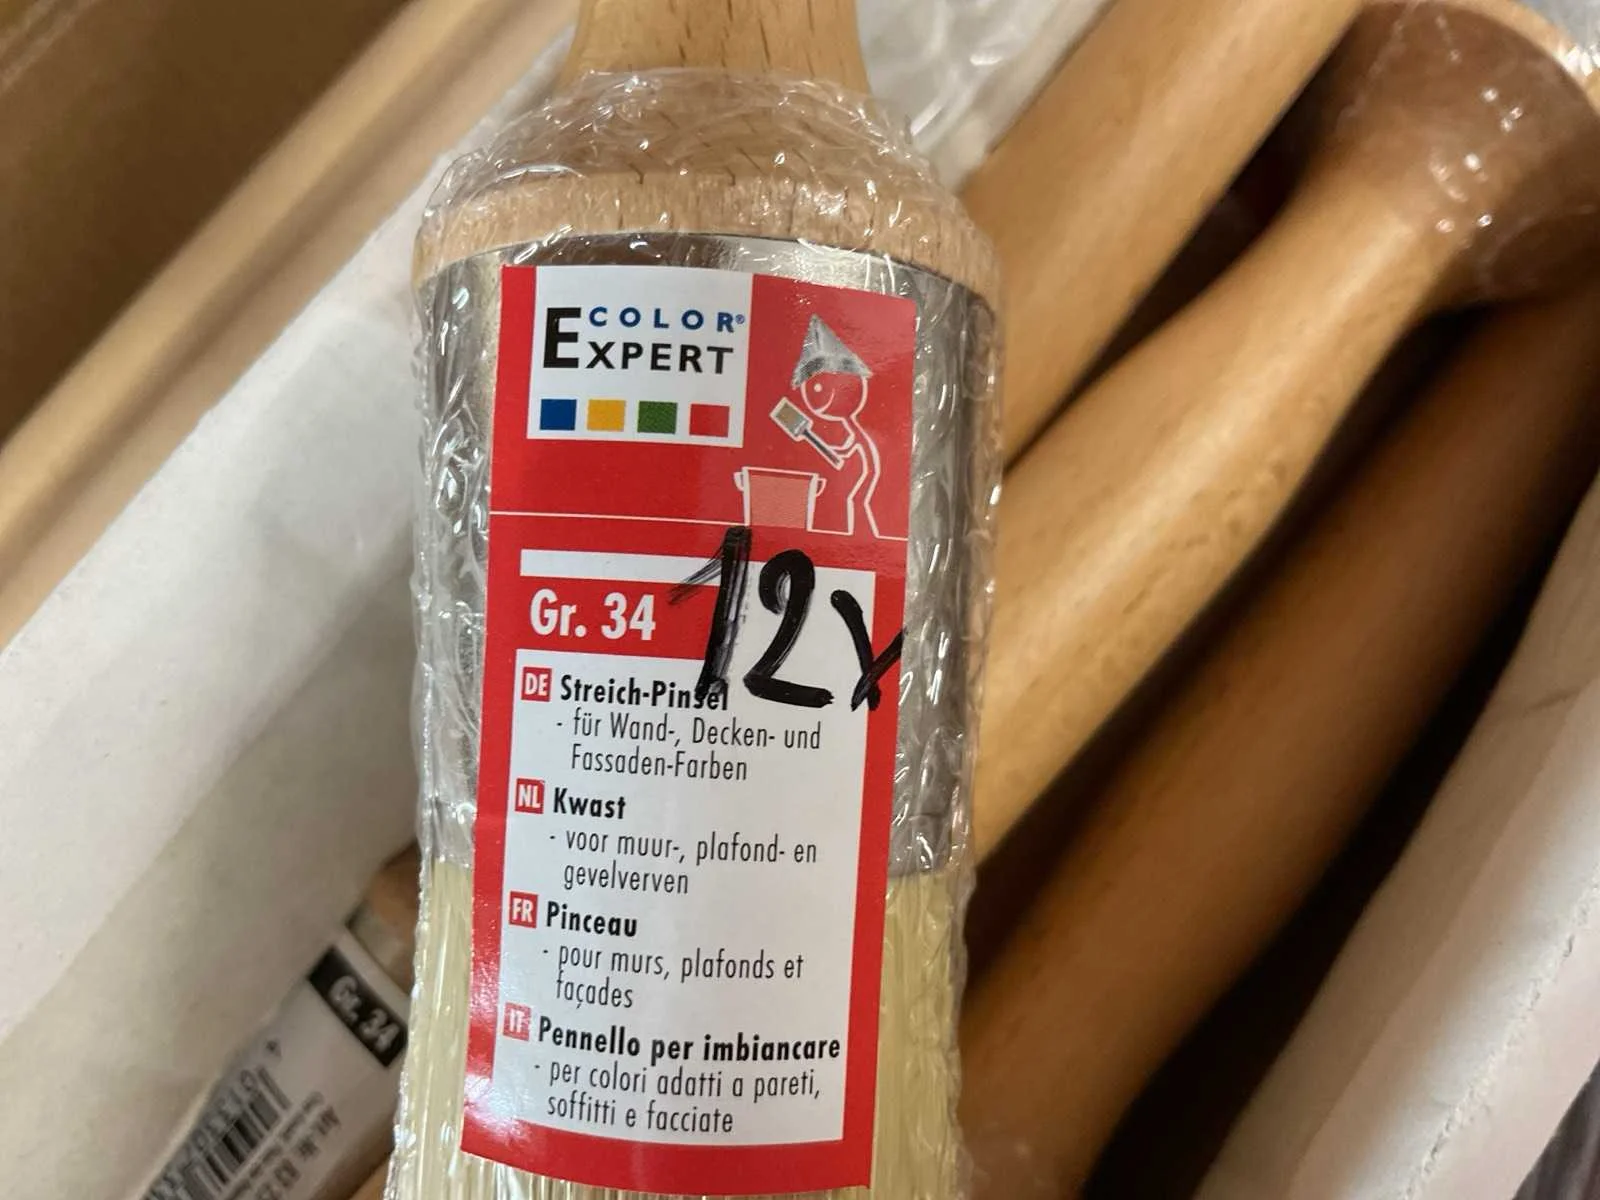 COLOR®
EXPERT
12x
Gr. 34
DE Streich-Pinsel
- für Wand-, Decken- und
Fassaden-Farben
NL Kwast
- voor muur-, plafond- en
gevelverven
FR Pinceau
- pour murs, plafonds et
façades
IT Pennello per imbiancare
- per colori adatti a pareti,
soffitti e facciate
Gr. 34